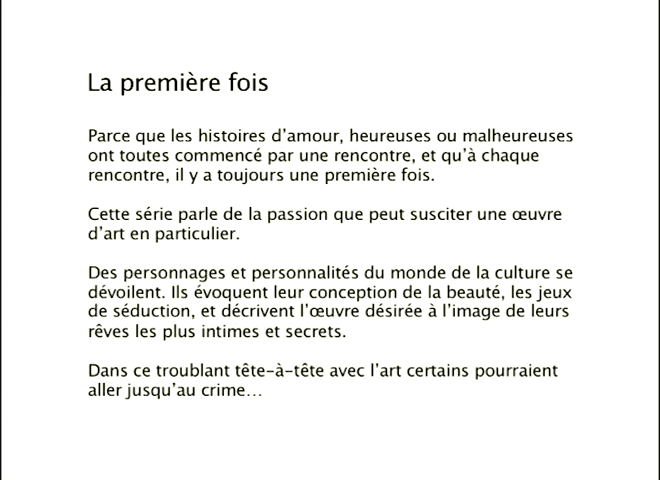 La première fois
Parce que les histoires d’amour, heureuses ou malheureuses
ont toutes commencé par une rencontre, et qu’à chaque
rencontre, il y a toujours une première fois.
Cette série parle de la passion que peut susciter une œuvre
d’art en particulier.
Des personnages et personnalités du monde de la culture se
dévoilent. Ils évoquent leur conception de la beauté, les jeux
de séduction, et décrivent l’œuvre désirée à l’image de leurs
rêves les plus intimes et secrets.
Dans ce troublant tête-à-tête avec l’art certains pourraient
aller jusqu’au crime…